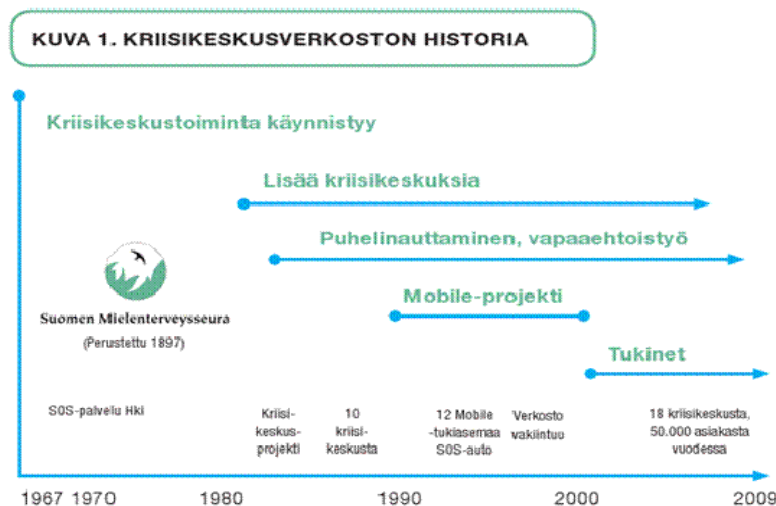 KUVA 1. KRIISIKESKUSVERKOSTON HISTORIA
Kriisikeskustoiminta käynnistyy
Lisää kriisikeskuksia
Puhelinauttaminen, vapaaehtoistyö
Mobile-projekti
Suomen Mielenterveysseura
(Perustettu 1897)
Tukinet
SOS-palvelu Hki
Kriisi-
keskus-
projekti
10
kriisi-
keskusta
12 Mobile
-tukiasemaa
SOS-auto
Verkosto
vakiintuu
18 kriisikeskusta,
50.000 asiakasta
vuodessa
1967 1970 1980 1990 2000 2009